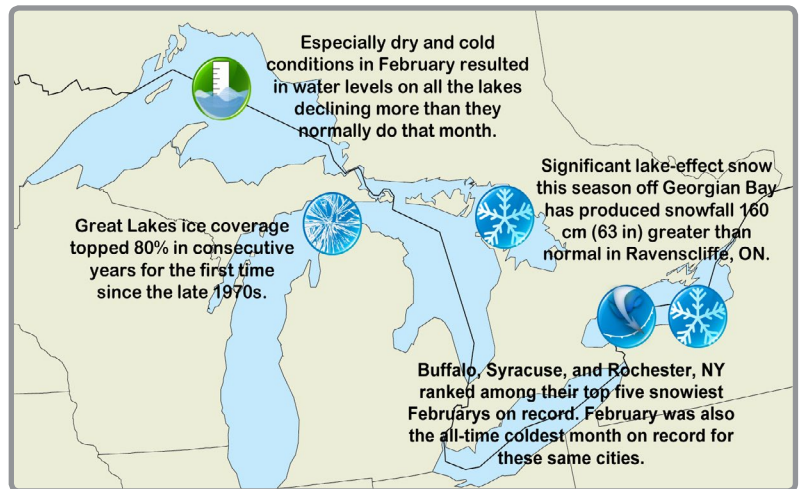 Especially dry and cold
conditions in February resulted
in water levels on all the lakes
declining more than they
normally do that month.
Significant lake-effect snow
this season off Georgian Bay
has produced snowfall 160
cm (63 in) greater than
normal in Ravenscliffe, ON.
Great Lakes ice coverage
topped 80% in consecutive
years for the first time
since the late 1970s.
Buffalo, Syracuse, and Rochester, NY
ranked among their top five snowiest
Februarys on record. February was also
the all-time coldest month on record for
these same cities.